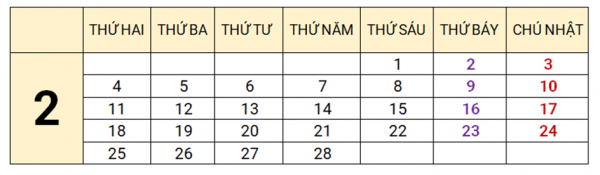 THỨ HAI THỨ BA THỨ TƯ THỨ NĂM THỨ SÁU THỨ BẢY CHỦ NHẬT
2
1 2 3
4 5 6 7 8 9 10
11 12 13 14 15 16 17
18 19 20 21 22 23 24
25 26 27 28